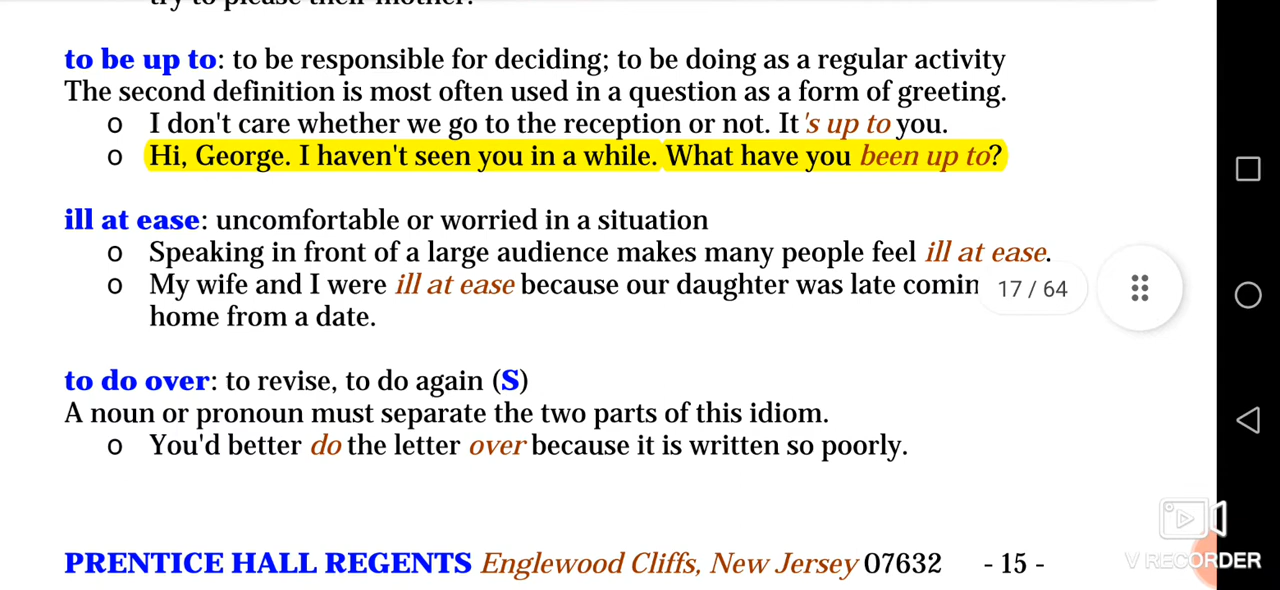 try to please their mother.
to be up to: to be responsible for deciding; to be doing as a regular activity
The second definition is most often used in a question as a form of greeting.
o I don't care whether we go to the reception or not. It's up to you.
o Hi, George. I haven't seen you in a while. What have you been up to?
ill at ease: uncomfortable or worried in a situation
o Speaking in front of a large audience makes many people feel ill at ease.
o My wife and I were ill at ease because our daughter was late comin
17 / 64
home from a date.
to do over: to revise, to do again (S)
A noun or pronoun must separate the two parts of this idiom.
o You'd better do the letter over because it is written so poorly.
PRENTICE HALL REGENTS Englewood Cliffs, New Jersey 07632 - 15 -
V RECORDER